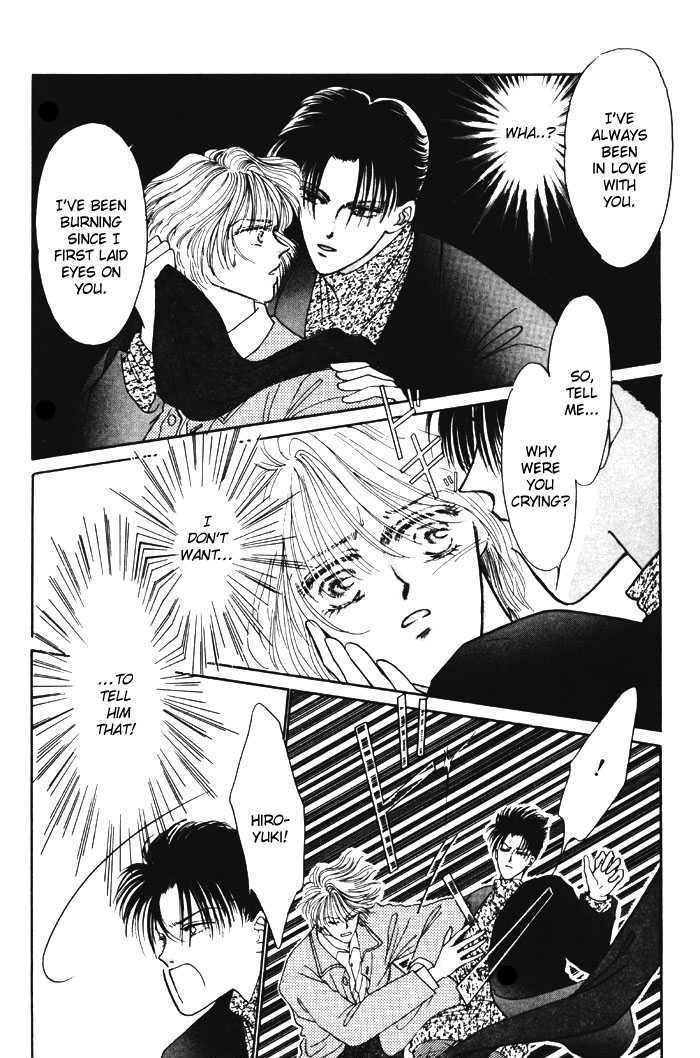 I'VE
ALWAYS
BEEN
IN LOVE
WITH
YOU.
WHA..?
I'VE BEEN
BURNING
SINCE I
FIRST LAID
EYES ON
YOU.
SO,
TELL
ME...
WHY
WERE
YOU
CRYING?
I
DON'T
WANT...
...TO
TELL
HIM
THAT!
!
HIRO-
YUKI!